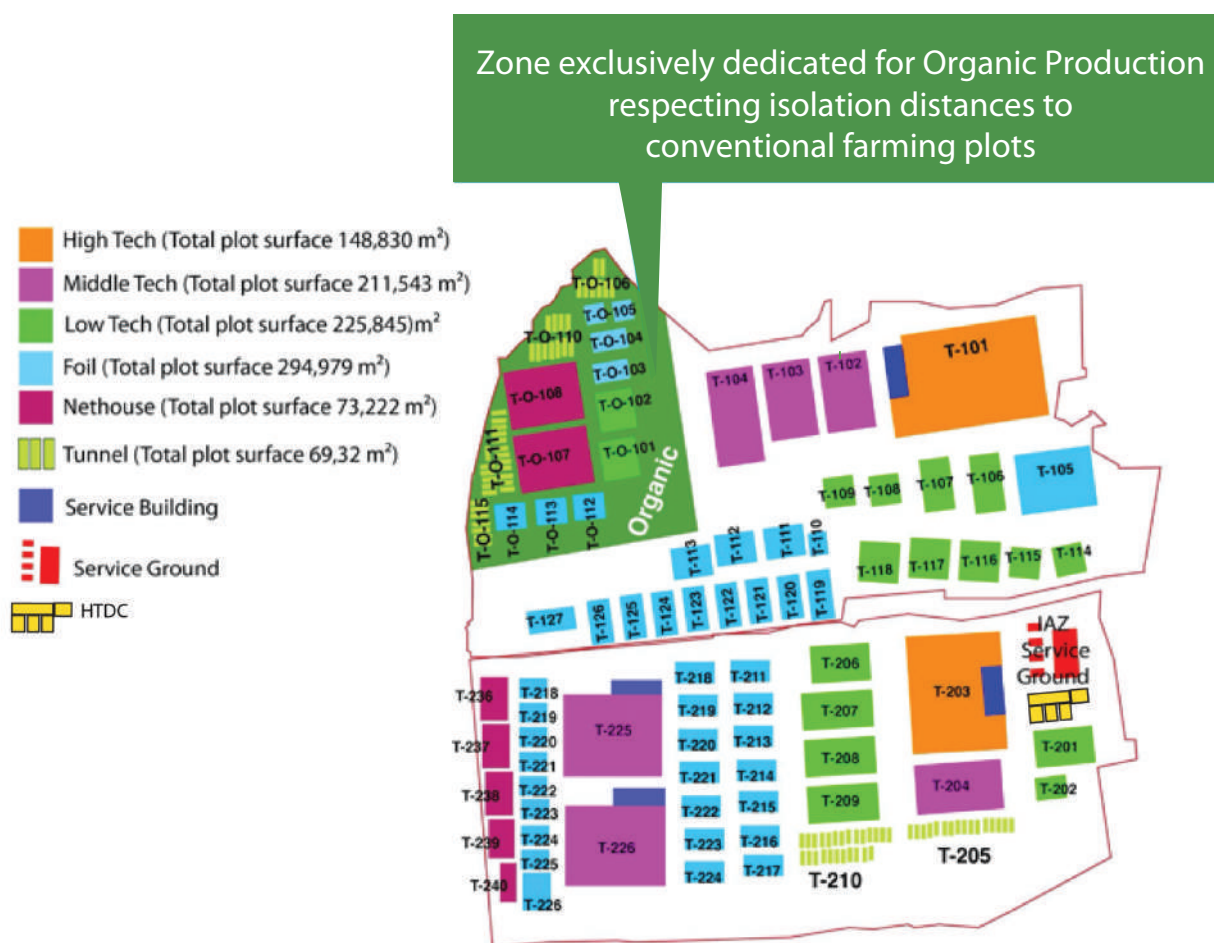 Zone exclusively dedicated for Organic Production
respecting isolation distances to
conventional farming plots
High Tech (Total plot surface 148,830 m²)
Middle Tech (Total plot surface 211,543 m²)
Low Tech (Total plot surface 225,845)m²
Foil (Total plot surface 294,979 m²)
Nethouse (Total plot surface 73,222 m²)
Tunnel (Total plot surface 69,32 m²)
Service Building
Service Ground
HTDC
T-O-106
T-O-105
T-O-110
T-O-104
T-O-103
T-O-108
T-O-102
T-O-111
T-O-107
T-O-101
Organic
T-O-115
T-O-114
T-O-113
T-O-112
T-104
T-103
T-102
T-101
T-109
T-108
T-107
T-106
T-105
T-113
T-112
T-111
T-110
T-118
T-117
T-116
T-115
T-114
T-127
T-126
T-125
T-124
T-123
T-122
T-121
T-120
T-119
IAZ
Service
Ground
T-236
T-218
T-219
T-237
T-220
T-221
T-238
T-222
T-223
T-239
T-224
T-225
T-240
T-226
T-225
T-226
T-218
T-211
T-219
T-212
T-220
T-213
T-221
T-214
T-222
T-215
T-223
T-216
T-224
T-217
T-206
T-207
T-208
T-209
T-210
T-203
T-204
T-205
T-201
T-202